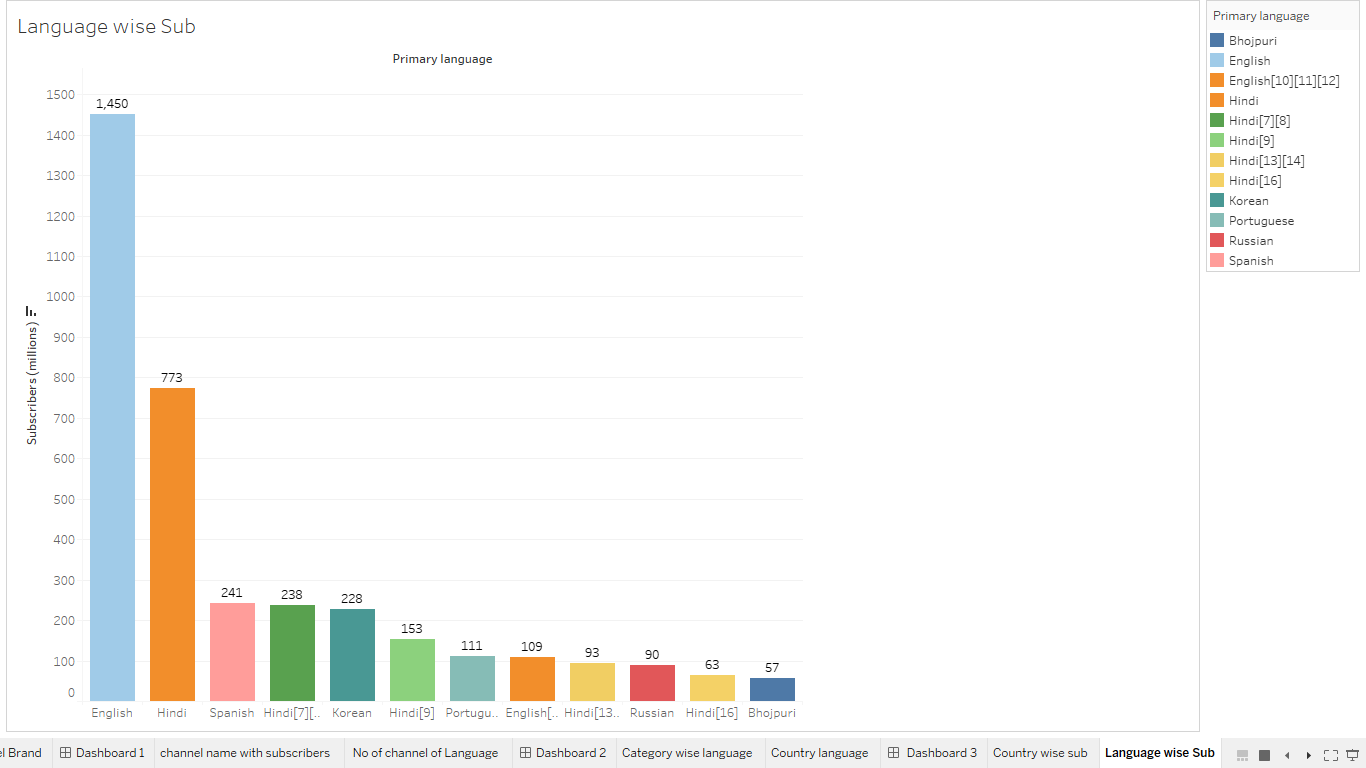 Language wise Sub
Primary language
Primary language
Bhojpuri
English
English[10][11][12]
Hindi
Hindi[7][8]
Hindi[9]
Hindi[13][14]
Hindi[16]
Korean
Portuguese
Russian
Spanish
Subscribers (millions)
1500
1400
1300
1200
1100
1000
900
800
700
600
500
400
300
200
100
0
1,450
773
241
238
228
153
111
109
93
90
63
57
English Hindi Spanish Hindi[7][.. Korean Hindi[9] Portugu.. English[.. Hindi[13.. Russian Hindi[16] Bhojpuri
el Brand Dashboard 1 channel name with subscribers No of channel of Language Dashboard 2 Category wise language Country language Dashboard 3 Country wise sub Language wise Sub